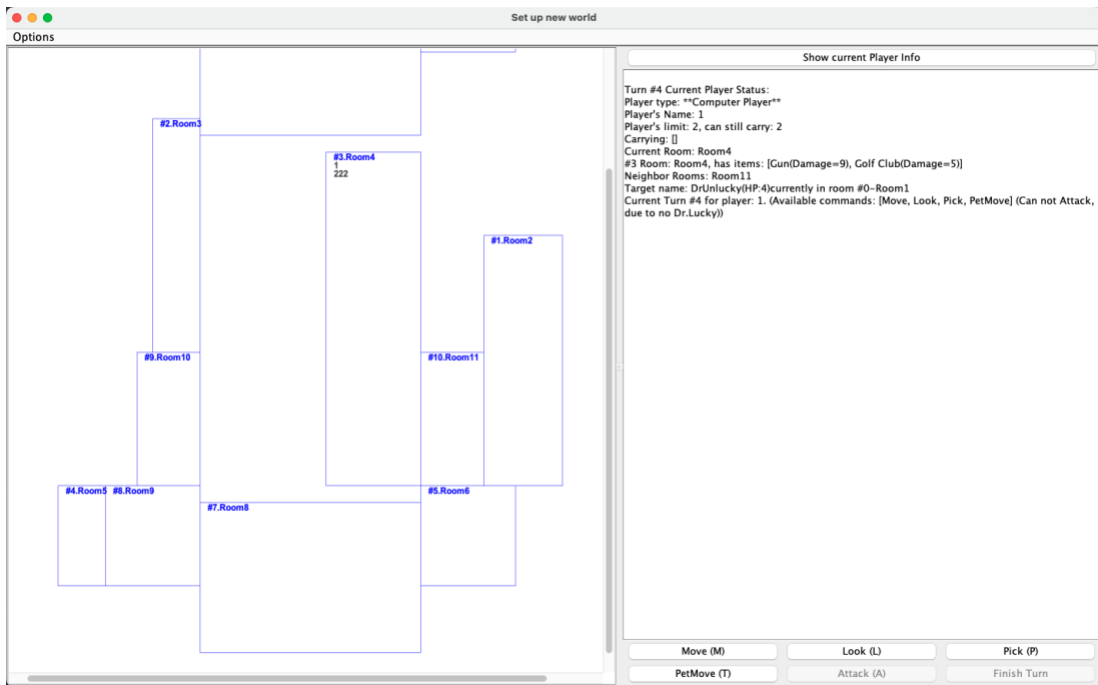 Set up new world
Options
#2.Room3
#3.Room4
1
222
#1.Room2
#9.Room10
#10.Room11
#4.Room5
#8.Room9
#5.Room6
#7.Room8
Show current Player Info
Turn #4 Current Player Status:
Player type: **Computer Player**
Player's Name: 1
Player's limit: 2, can still carry: 2
Carrying: []
Current Room: Room4
#3 Room: Room4, has items: [Gun(Damage=9), Golf Club(Damage=5)]
Neighbor Rooms: Room11
Target name: DrUnlucky(HP:4)currently in room #0-Room1
Current Turn #4 for player: 1. (Available commands: [Move, Look, Pick, PetMove] (Can not Attack,
due to no Dr.Lucky))
Move (M)
Look (L)
Pick (P)
PetMove (T)
Attack (A)
Finish Turn